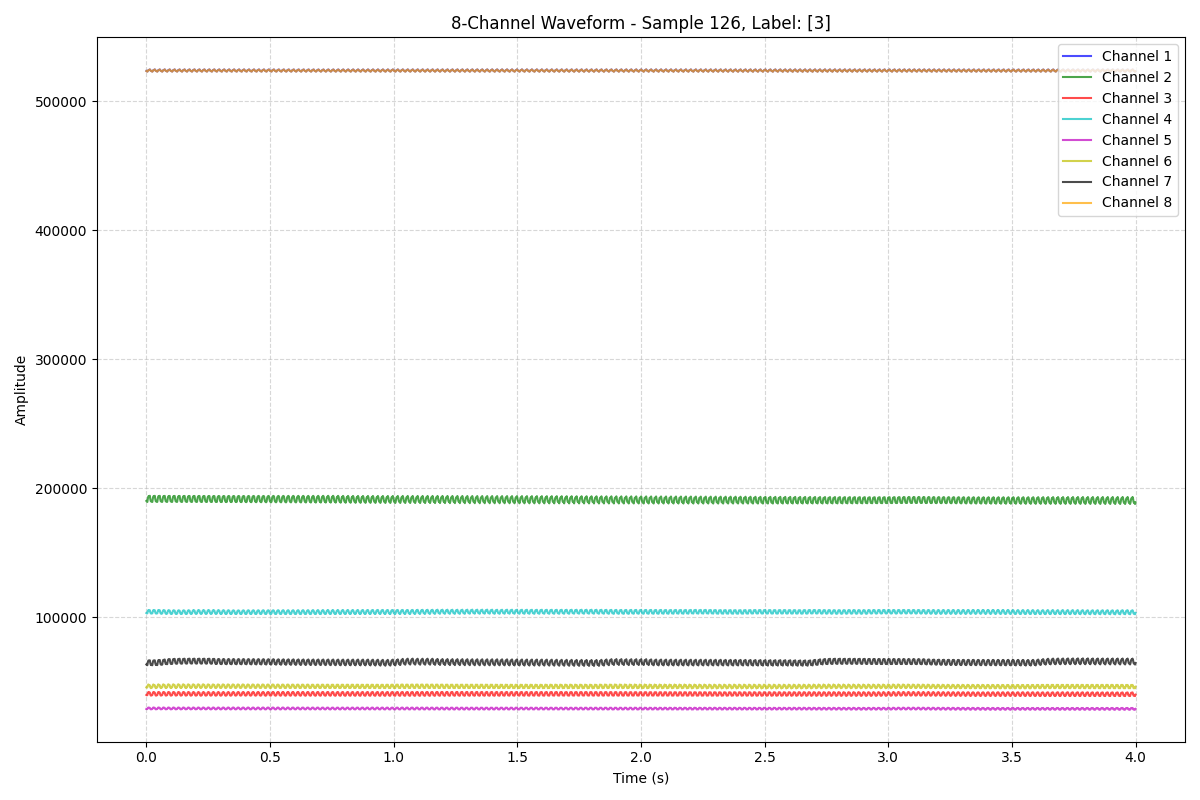 8-Channel Waveform - Sample 126, Label: [3]
Channel 1
Channel 2
Channel 3
Channel 4
Channel 5
Channel 6
Channel 7
Channel 8
500000
400000
300000
200000
100000
Amplitude
0.0 0.5 1.0 1.5 2.0 2.5 3.0 3.5 4.0
Time (s)